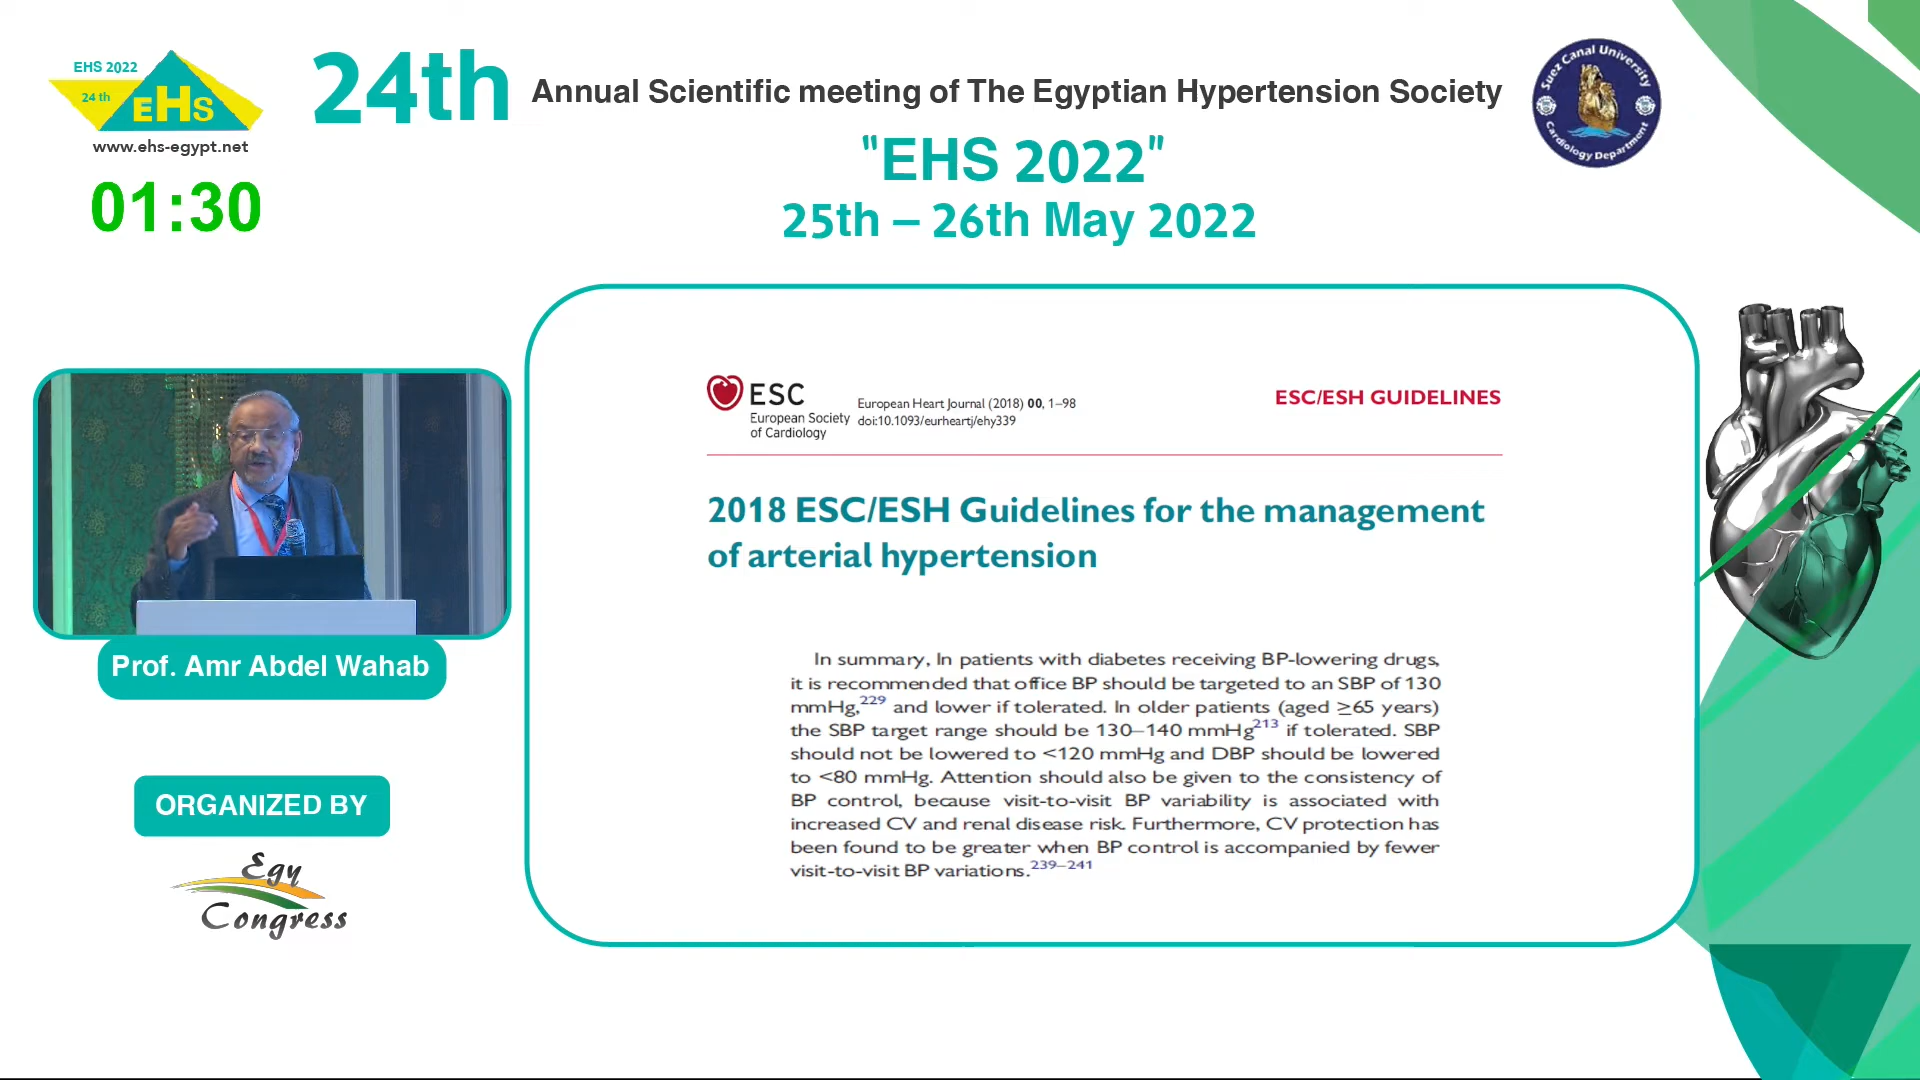 EHS 2022
24 th
EHS
www.ehs-egypt.net
01:30
24th Annual Scientific meeting of The Egyptian Hypertension Society
"EHS 2022"
25th – 26th May 2022
Suez Canal University
Cardiology Department
Prof. Amr Abdel Wahab
ORGANIZED BY
Egy
Congress
ESC
European Society
of Cardiology
European Heart Journal (2018) 00, 1–98
doi:10.1093/eurheartj/ehy339
ESC/ESH GUIDELINES
2018 ESC/ESH Guidelines for the management
of arterial hypertension
In summary, In patients with diabetes receiving BP-lowering drugs,
it is recommended that office BP should be targeted to an SBP of 130
mmHg,229 and lower if tolerated. In older patients (aged ≥65 years)
the SBP target range should be 130–140 mmHg213 if tolerated. SBP
should not be lowered to <120 mmHg and DBP should be lowered
to <80 mmHg. Attention should also be given to the consistency of
BP control, because visit-to-visit BP variability is associated with
increased CV and renal disease risk. Furthermore, CV protection has
been found to be greater when BP control is accompanied by fewer
visit-to-visit BP variations.239–241